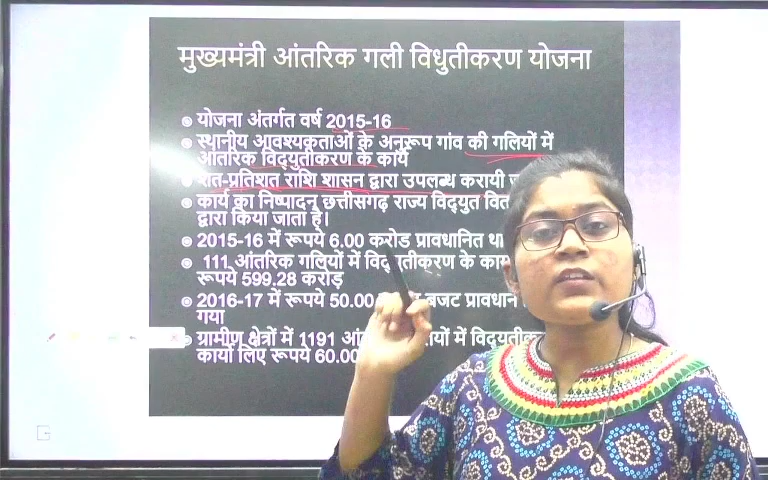 मुख्यमंत्री आंतरिक गली विधुतीकरण योजना
योजना अंतर्गत वर्ष 2015-16
स्थानीय आवश्यकताओं के अनुरूप गांव की गलियों में
आंतरिक विद्युतीकरण के कार्य
शत-प्रतिशत राशि शासन द्वारा उपलब्ध करायी
कार्य का निष्पादन छत्तीसगढ़ राज्य विद्युत
द्वारा किया जाता है।
2015-16 में रूपये 6.00 करोड प्रावधानित था
111 आंतरिक गलियों में विद्युतीकरण के
रूपये 599.28 करोड़
2016-17 में रूपये 50.00 बजट प्रावधान
गया
ग्रामीण क्षेत्रों में 1191 में
कार्यो लिए रूपये 60.00